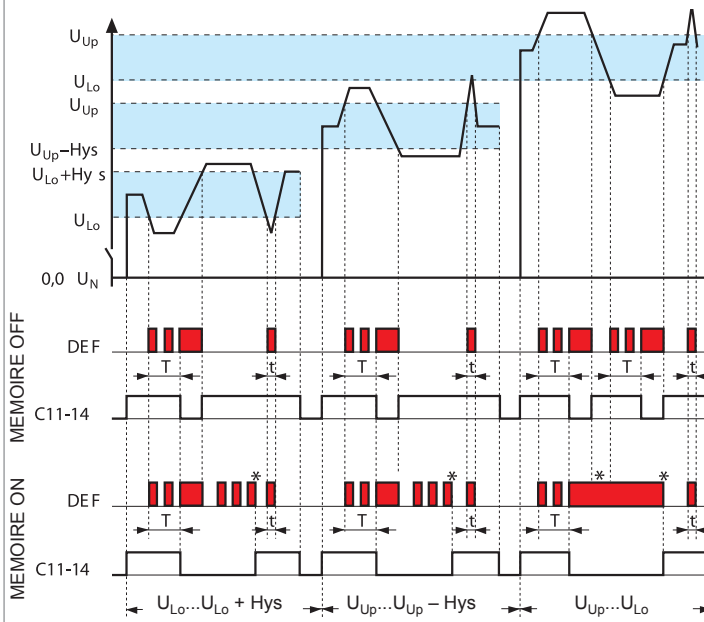 U_Up
U_Lo
U_Up
U_Up–Hys
U_Lo+Hy s
U_Lo
0,0 U_N
MEMOIRE OFF
DEF
T t T t T T t
C11-14
MEMOIRE ON
DEF
* * * *
T t T t T t
C11-14
U_Lo...U_Lo + Hys U_Up...U_Up – Hys U_Up...U_Lo